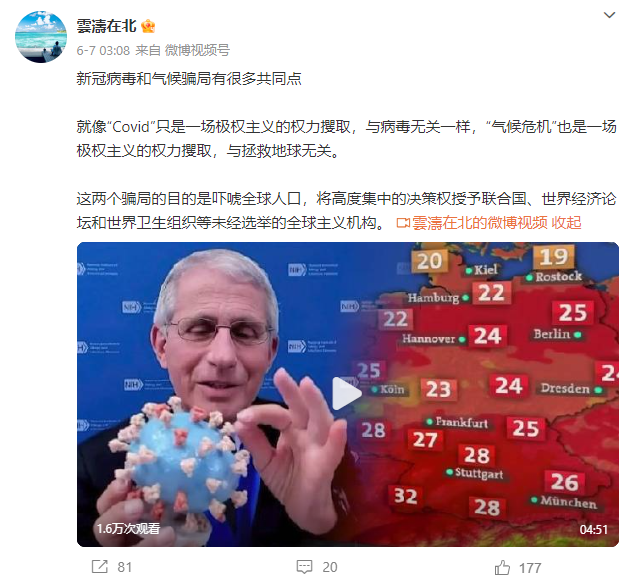 雲濤在北
6-7 03:08 来自 微博视频号
新冠病毒和气候骗局有很多共同点
就像“Covid”只是一场极权主义的权力攫取，与病毒无关一样，“气候危机”也是一场
极权主义的权力攫取，与拯救地球无关。
这两个骗局的目的是吓唬全球人口，将高度集中的决策权授予联合国、世界经济论
坛和世界卫生组织等未经选举的全球主义机构。 雲濤在北的微博视频 收起
NIH
NIH
NIH
NIH
NIH
20
Kiel
19
Rostock
Hamburg
22
22
Hannover
24
25
Berlin
25
Köln
23
24
Dresden
24
28
Frankfurt
27
25
28
Stuttgart
32
28
26
München
1.6万次观看
04:51
81
20
177